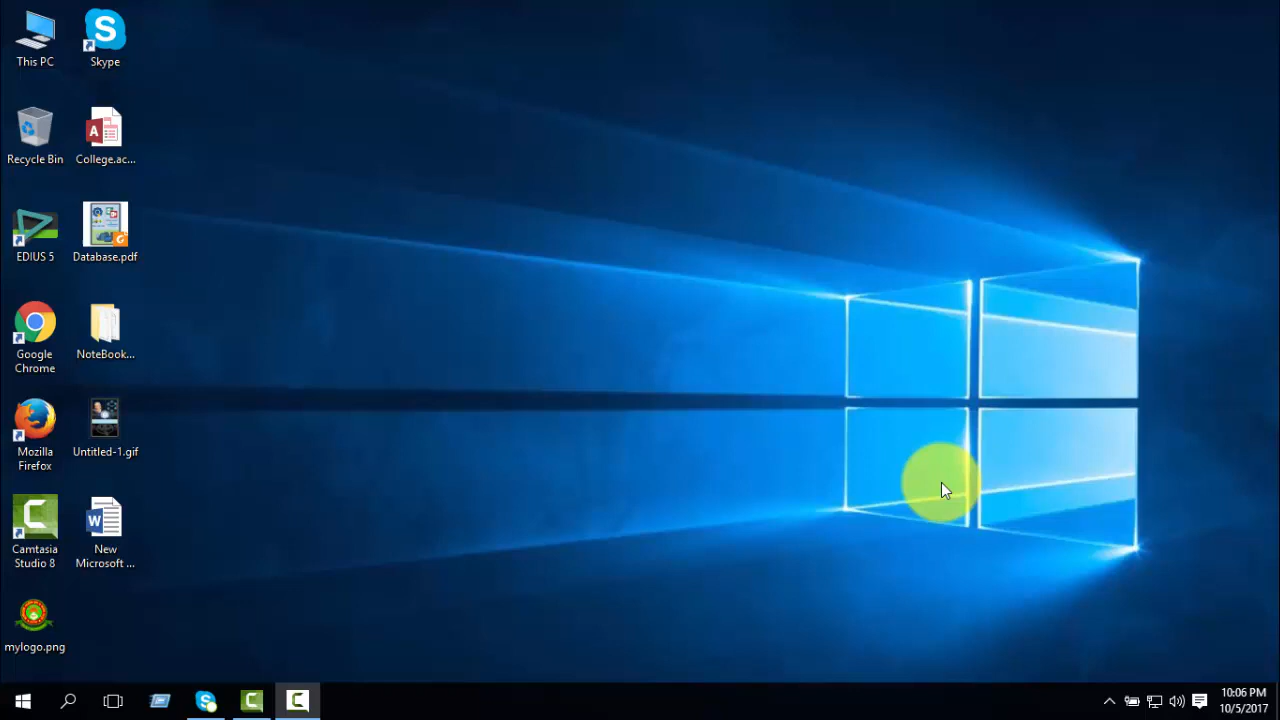 This PC
Skype
Recycle Bin
College.ac...
EDIUS 5
Database.pdf
Google
Chrome
NoteBook...
Mozilla
Firefox
Untitled-1.gif
Camtasia
Studio 8
New
Microsoft ...
mylogo.png
10:06 PM
10/5/2017